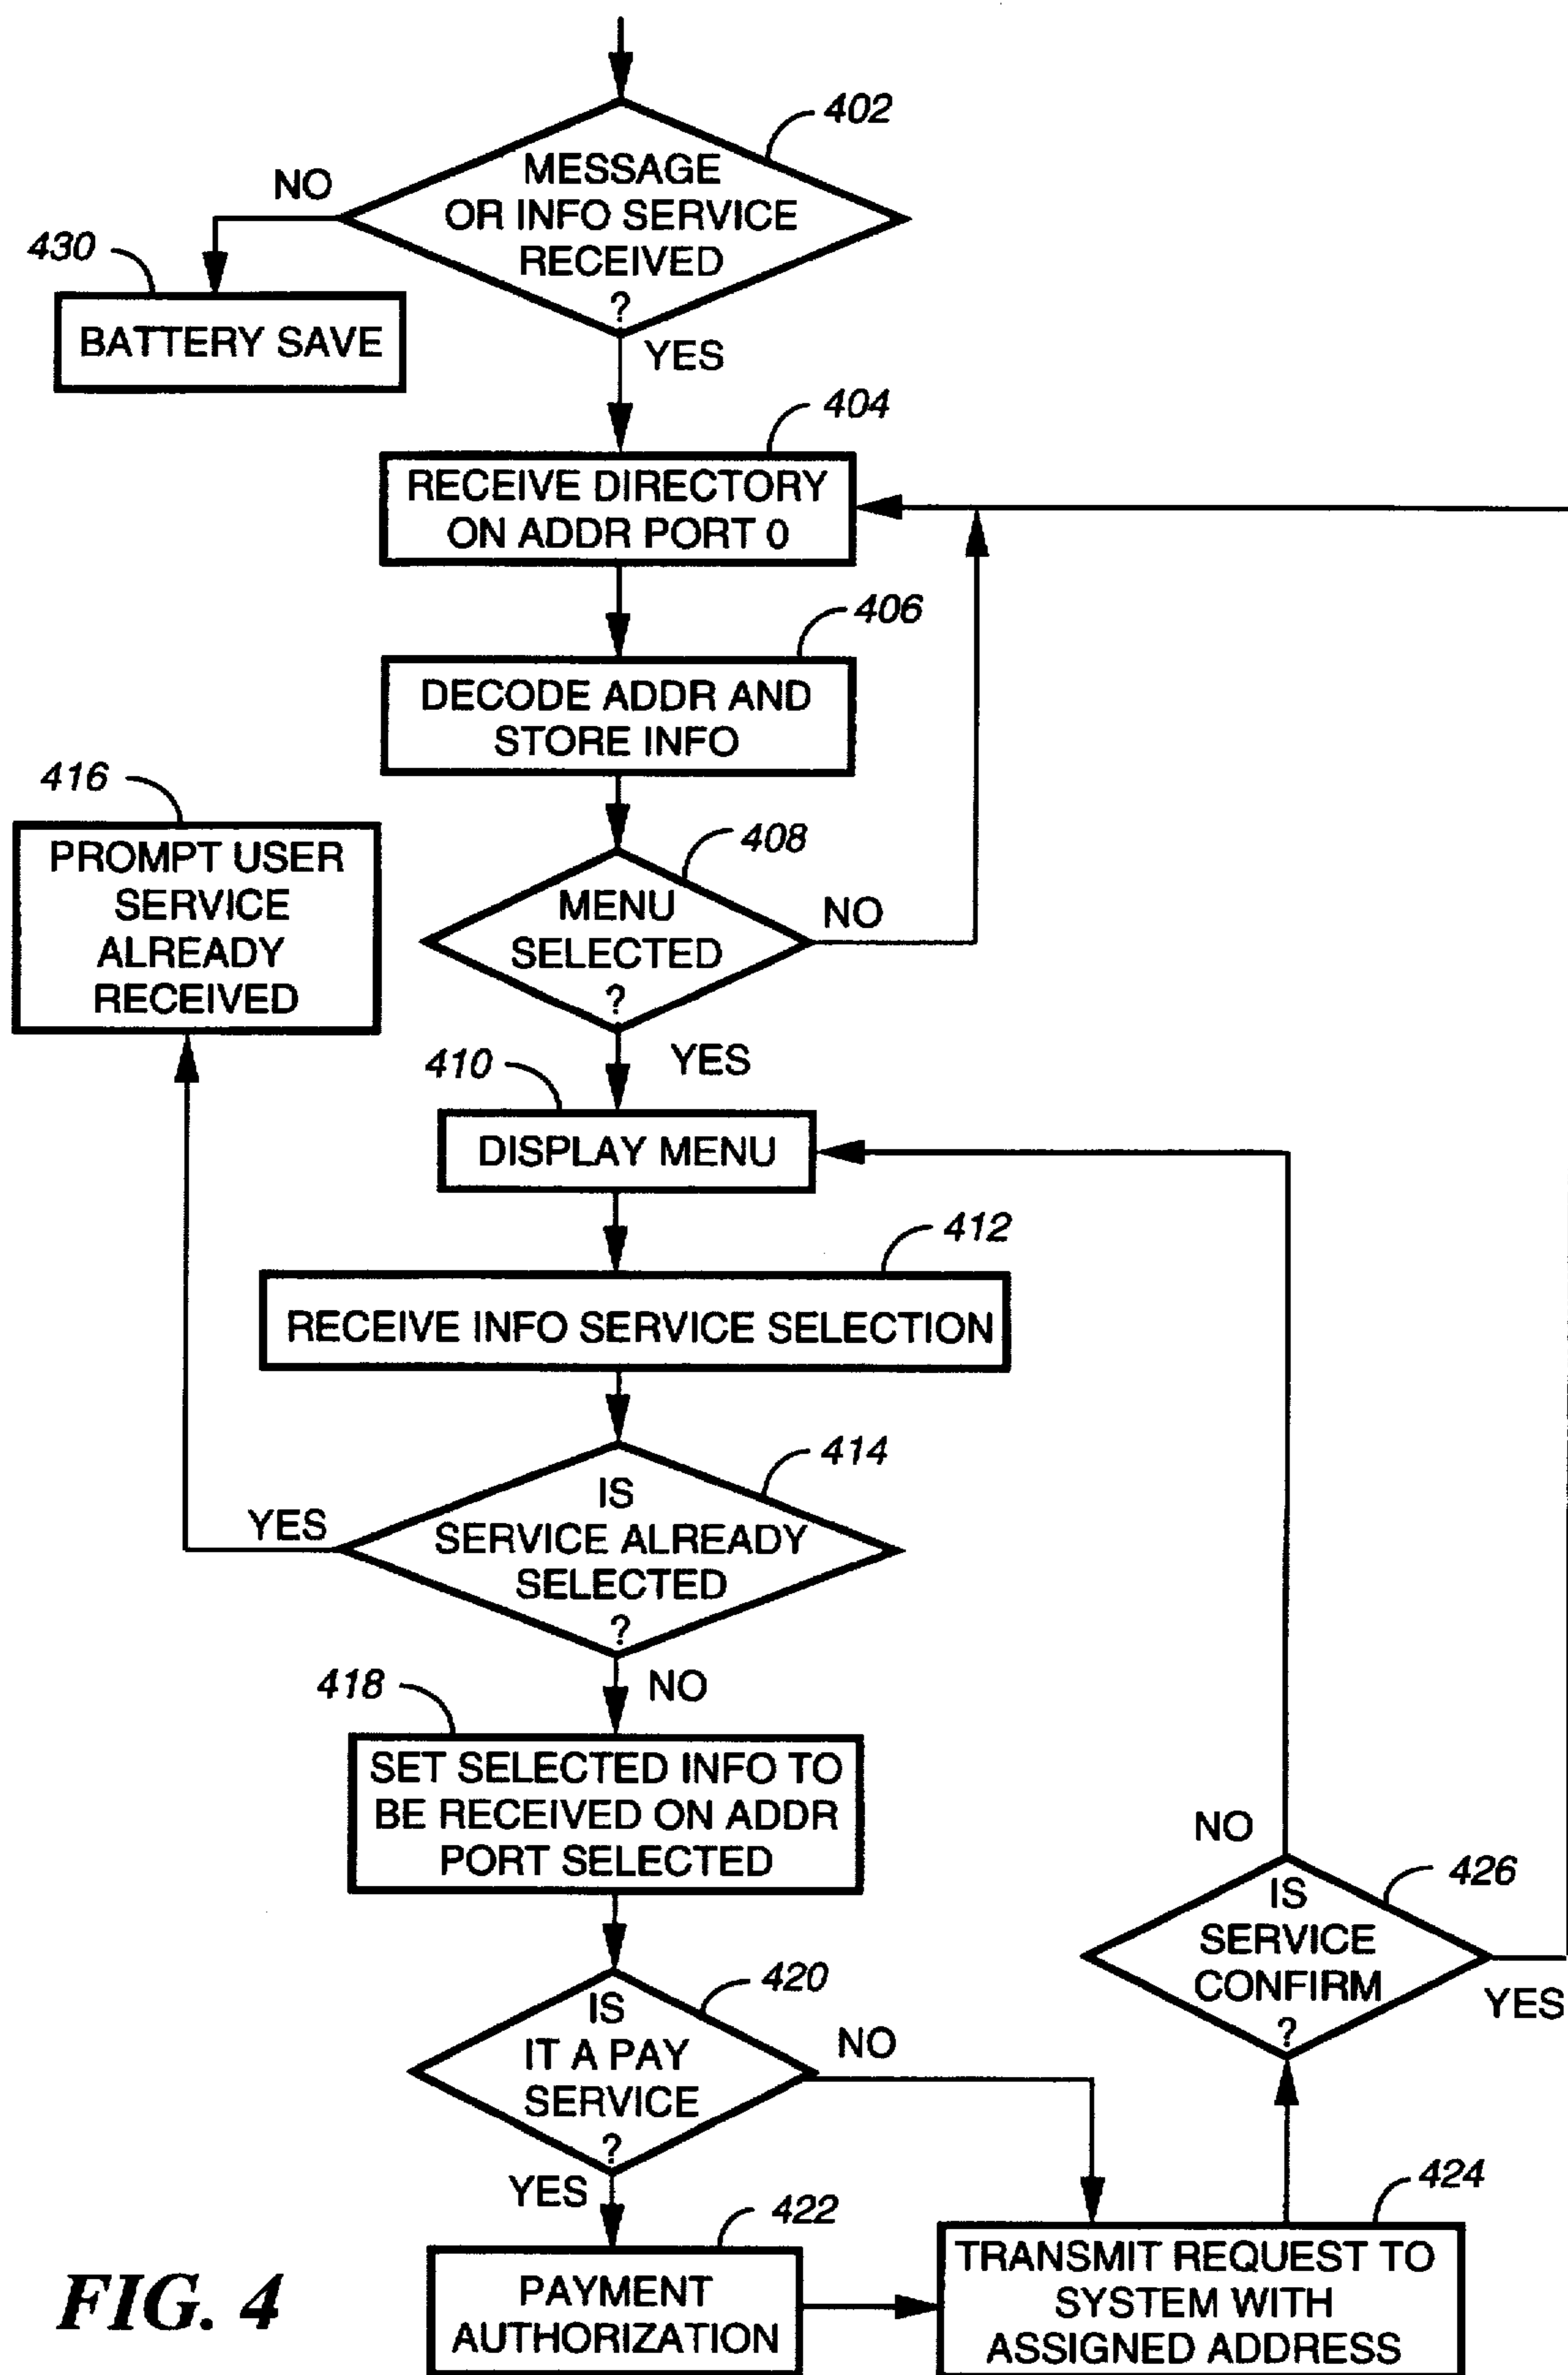 402
MESSAGE
OR INFO SERVICE
RECEIVED
?
NO
430
BATTERY SAVE
YES
404
RECEIVE DIRECTORY
ON ADDR PORT 0
406
DECODE ADDR AND
STORE INFO
416
PROMPT USER
SERVICE
ALREADY
RECEIVED
408
MENU
SELECTED
?
NO
YES
410
DISPLAY MENU
412
RECEIVE INFO SERVICE SELECTION
414
IS
SERVICE ALREADY
SELECTED
?
YES
NO
418
SET SELECTED INFO TO
BE RECEIVED ON ADDR
PORT SELECTED
420
IS
IT A PAY
SERVICE
?
NO
YES
422
PAYMENT
AUTHORIZATION
424
TRANSMIT REQUEST TO
SYSTEM WITH
ASSIGNED ADDRESS
426
IS
SERVICE
CONFIRM
?
NO
YES
FIG. 4